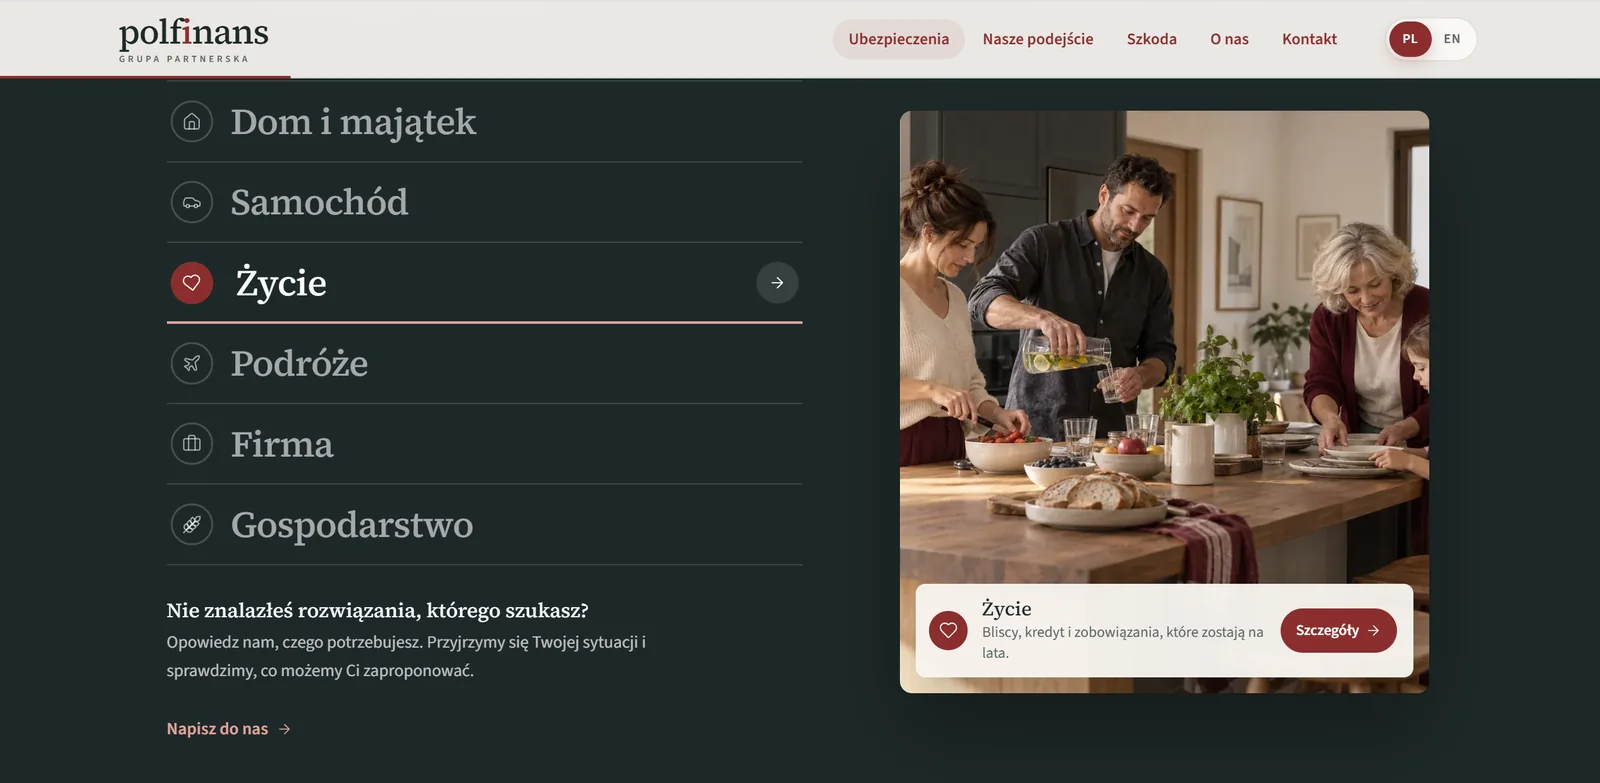 polfinans
GRUPA PARTNERSKA
Ubezpieczenia
Nasze podejście
Szkoda
O nas
Kontakt
PL
EN
Dom i majątek
Samochód
Życie
Podróże
Firma
Gospodarstwo
Nie znalazłeś rozwiązania, którego szukasz?
Opowiedz nam, czego potrzebujesz. Przyjrzymy się Twojej sytuacji i
sprawdzimy, co możemy Ci zaproponować.
Napisz do nas
Życie
Bliscy, kredyt i zobowiązania, które zostają na
lata.
Szczegóły